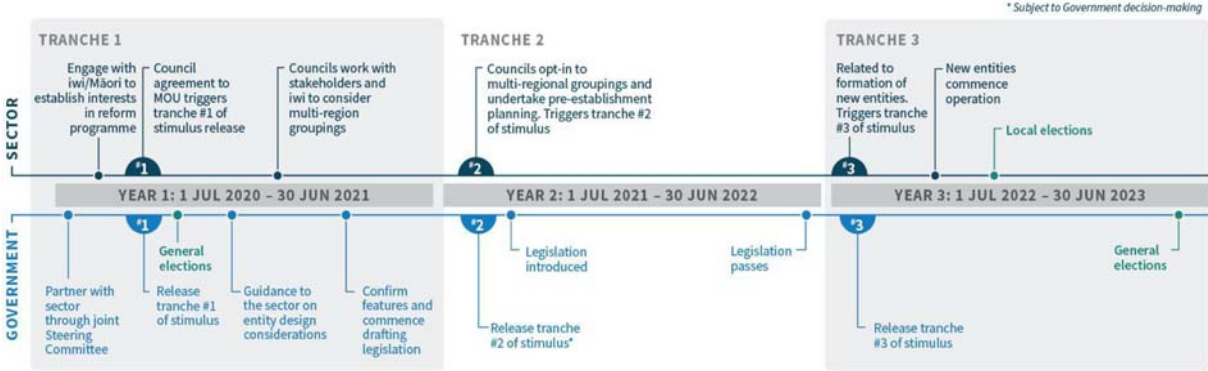 * Subject to Government decision-making
TRANCHE 1
TRANCHE 2
TRANCHE 3
SECTOR
Engage with
iwi/Māori to
establish interests
in reform
programme
Council
agreement to
MOU triggers
tranche #1 of
stimulus release
Councils work with
stakeholders and
iwi to consider
multi-region
groupings
Councils opt-in to
multi-regional groupings and
undertake pre-establishment
planning. Triggers tranche #2
of stimulus
Related to
formation of
new entities.
Triggers tranche
#3 of stimulus
New entities
commence
operation
Local elections
#1
#2
#3
YEAR 1: 1 JUL 2020 – 30 JUN 2021
YEAR 2: 1 JUL 2021 – 30 JUN 2022
YEAR 3: 1 JUL 2022 – 30 JUN 2023
GOVERNMENT
#1
#2
#3
Partner with
sector
through joint
Steering
Committee
Release
tranche #1
of stimulus
General
elections
Guidance to
the sector on
entity design
considerations
Confirm
features and
commence
drafting
legislation
Release tranche
#2 of stimulus*
Legislation
introduced
Legislation
passes
Release tranche
#3 of stimulus
General
elections